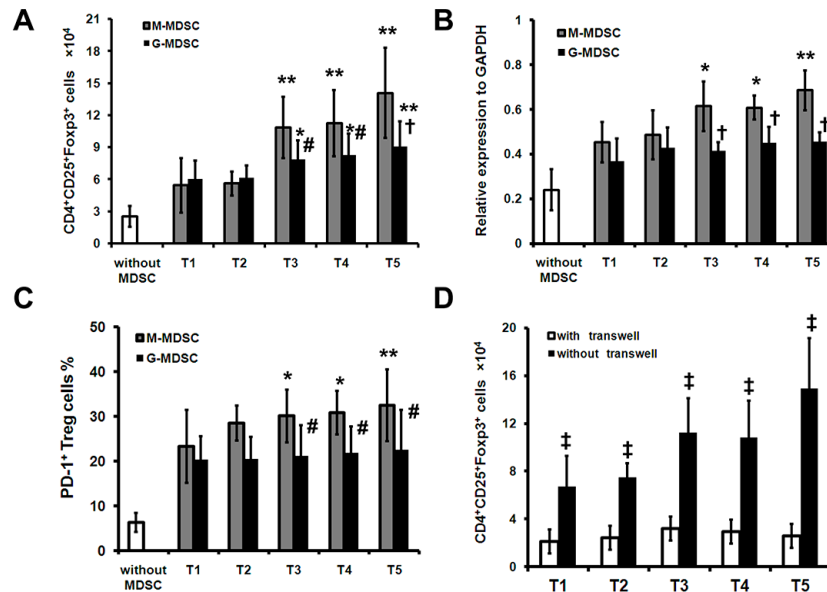 A
CD4⁺CD25⁺Foxp3⁺ cells ×10⁴
21
18
15
12
9
6
3
0
M-MDSC
G-MDSC
**
**
**
**
*
#
*#
†
without MDSC
T1
T2
T3
T4
T5
B
Relative expression to GAPDH
1
0.8
0.6
0.4
0.2
0
M-MDSC
G-MDSC
*
*
**
†
†
†
without
MDSC
T1
T2
T3
T4
T5
C
PD-1⁺ Treg cells %
50
40
30
20
10
0
M-MDSC
G-MDSC
*
*
**
#
#
#
without
MDSC
T1
T2
T3
T4
T5
D
CD4⁺CD25⁺Foxp3⁺ cells ×10⁴
20
16
12
8
4
0
with transwell
without transwell
‡
‡
‡
‡
‡
T1
T2
T3
T4
T5